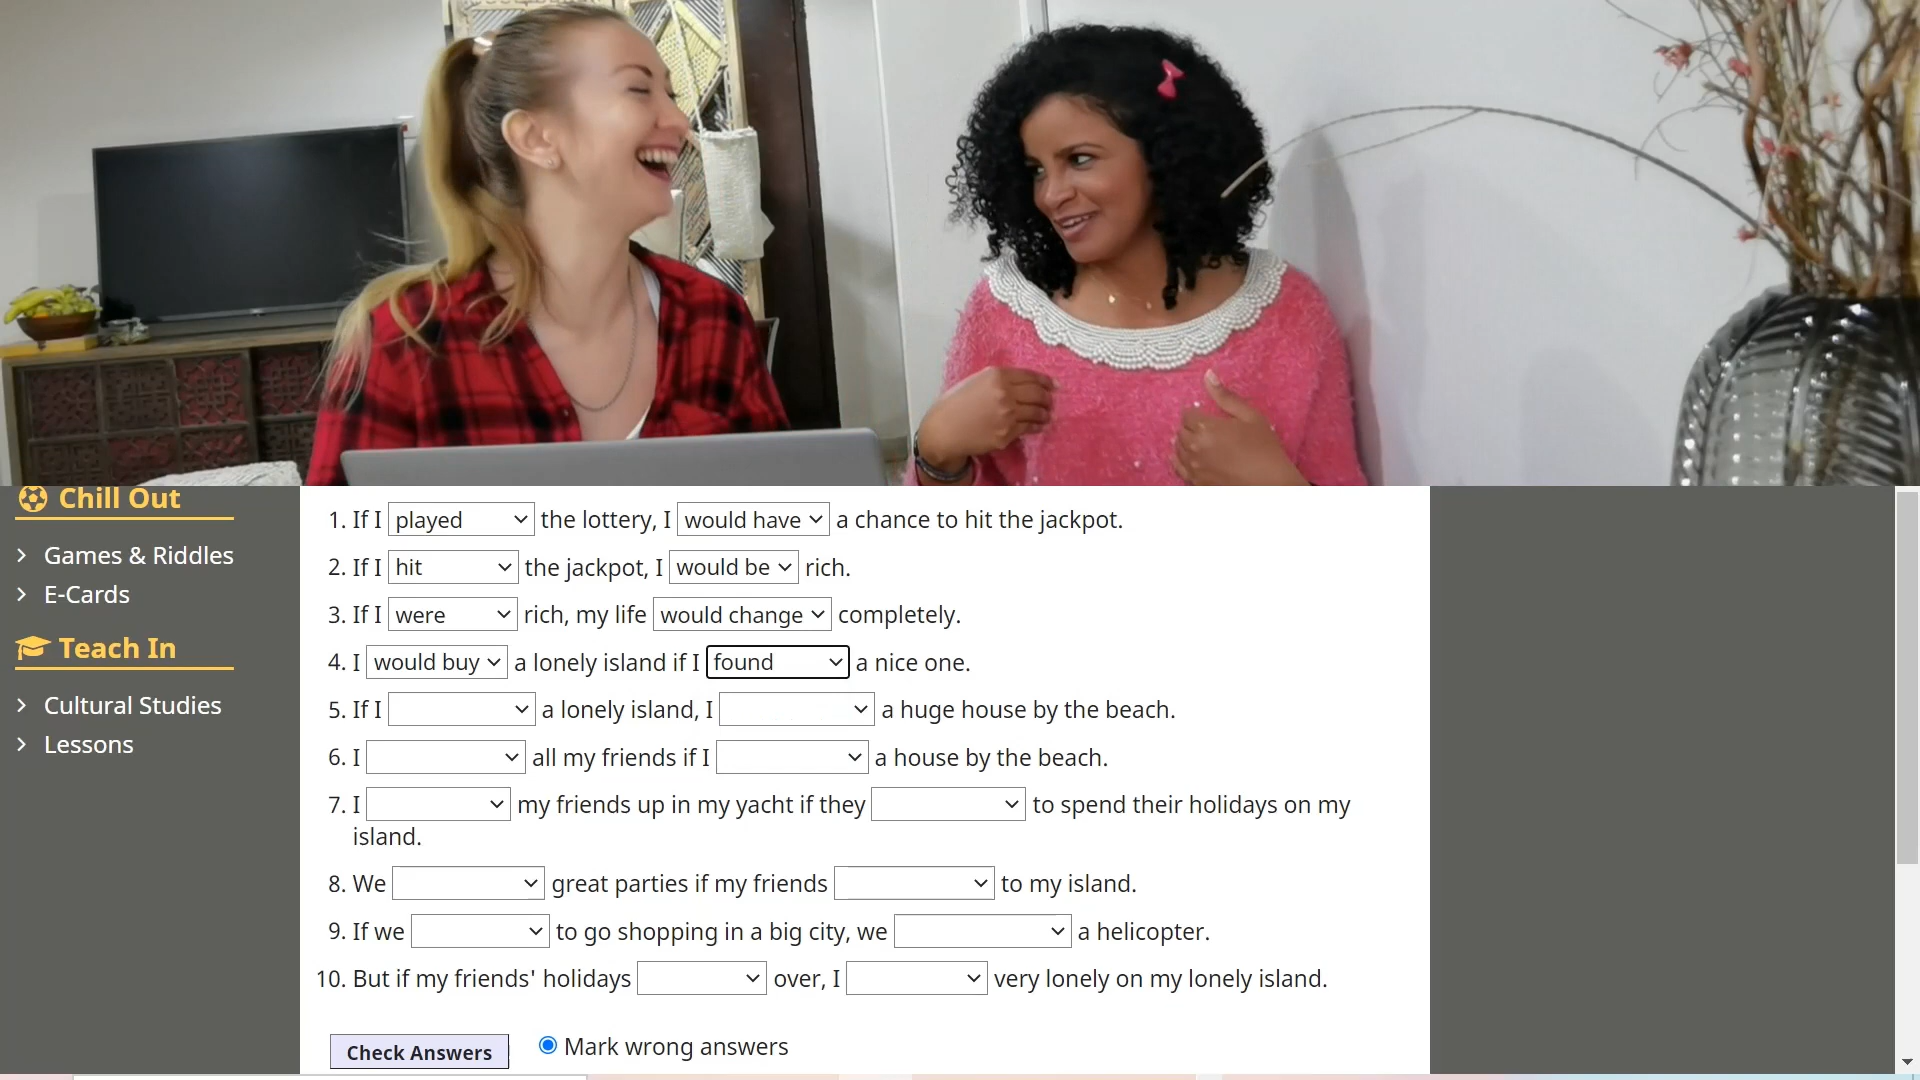 Chill Out
Games & Riddles
E-Cards
Teach In
Cultural Studies
Lessons
1. If I played the lottery, I would have a chance to hit the jackpot.
2. If I hit the jackpot, I would be rich.
3. If I were rich, my life would change completely.
4. I would buy a lonely island if I found a nice one.
5. If I a lonely island, I a huge house by the beach.
6. I all my friends if I a house by the beach.
7. I my friends up in my yacht if they to spend their holidays on my
island.
8. We great parties if my friends to my island.
9. If we to go shopping in a big city, we a helicopter.
10. But if my friends' holidays over, I very lonely on my lonely island.
Check Answers
Mark wrong answers